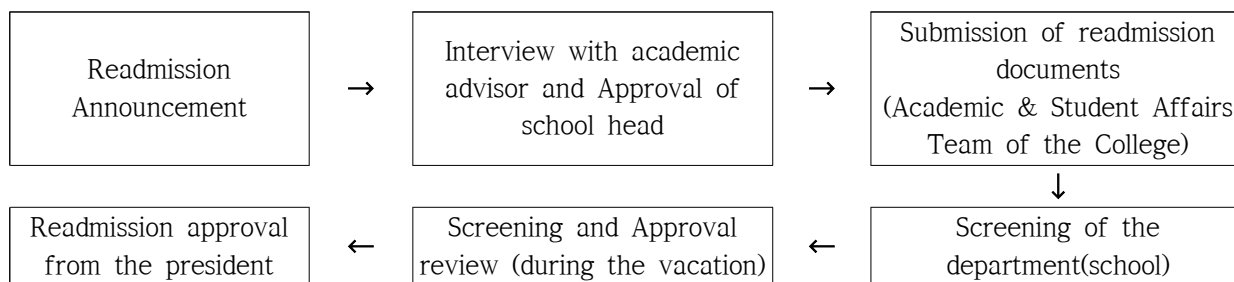 Readmission
Announcement
→
Interview with academic
advisor and Approval of
school head
→
Submission of readmission
documents
(Academic & Student Affairs
Team of the College)
↓
Screening of the
department(school)
←
Screening and Approval
review (during the vacation)
←
Readmission approval
from the president